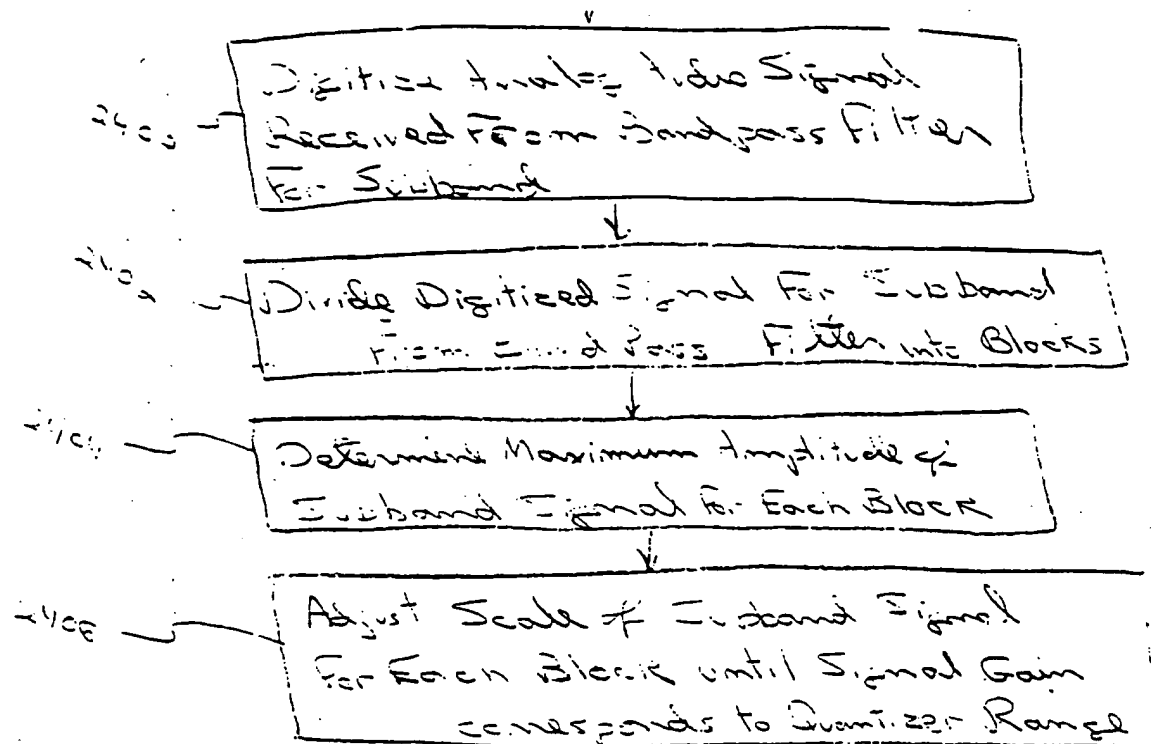 Digitize Analog Audio Signal
Received From Bandpass Filter
For Subband
Divide Digitized Signal For Subband
From Band Pass Filter into Blocks
Determine Maximum Amplitude of
Subband Signal For Each Block
Adjust Scale of Subband Signal
For Each Block until Signal Gain
corresponds to Quantizer Range